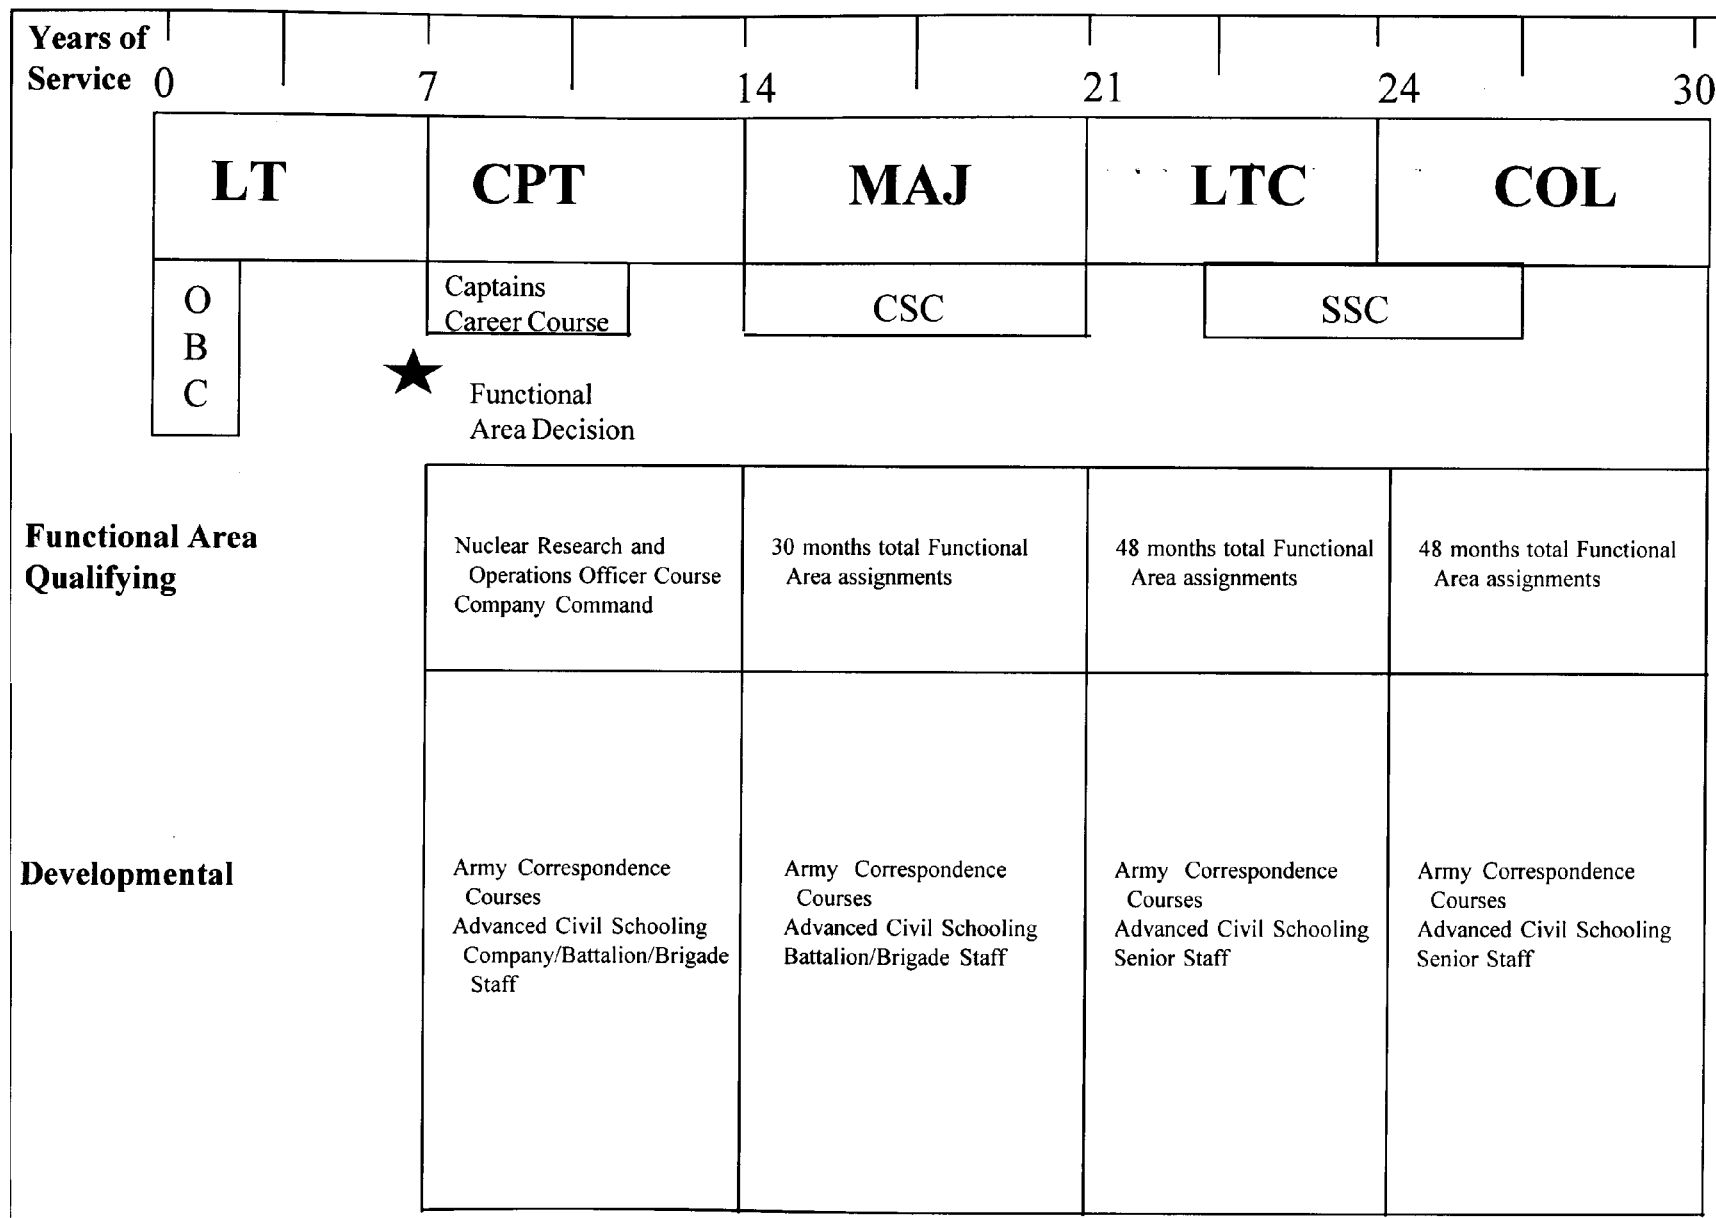 Years of
Service 0 7 14 21 24 30
LT CPT MAJ LTC COL
O
B
C
Captains
Career Course
CSC
SSC
Functional
Area Decision
Functional Area
Qualifying
Nuclear Research and
Operations Officer Course
Company Command
30 months total Functional
Area assignments
48 months total Functional
Area assignments
48 months total Functional
Area assignments
Developmental
Army Correspondence
Courses
Advanced Civil Schooling
Company/Battalion/Brigade
Staff
Army Correspondence
Courses
Advanced Civil Schooling
Battalion/Brigade Staff
Army Correspondence
Courses
Advanced Civil Schooling
Senior Staff
Army Correspondence
Courses
Advanced Civil Schooling
Senior Staff